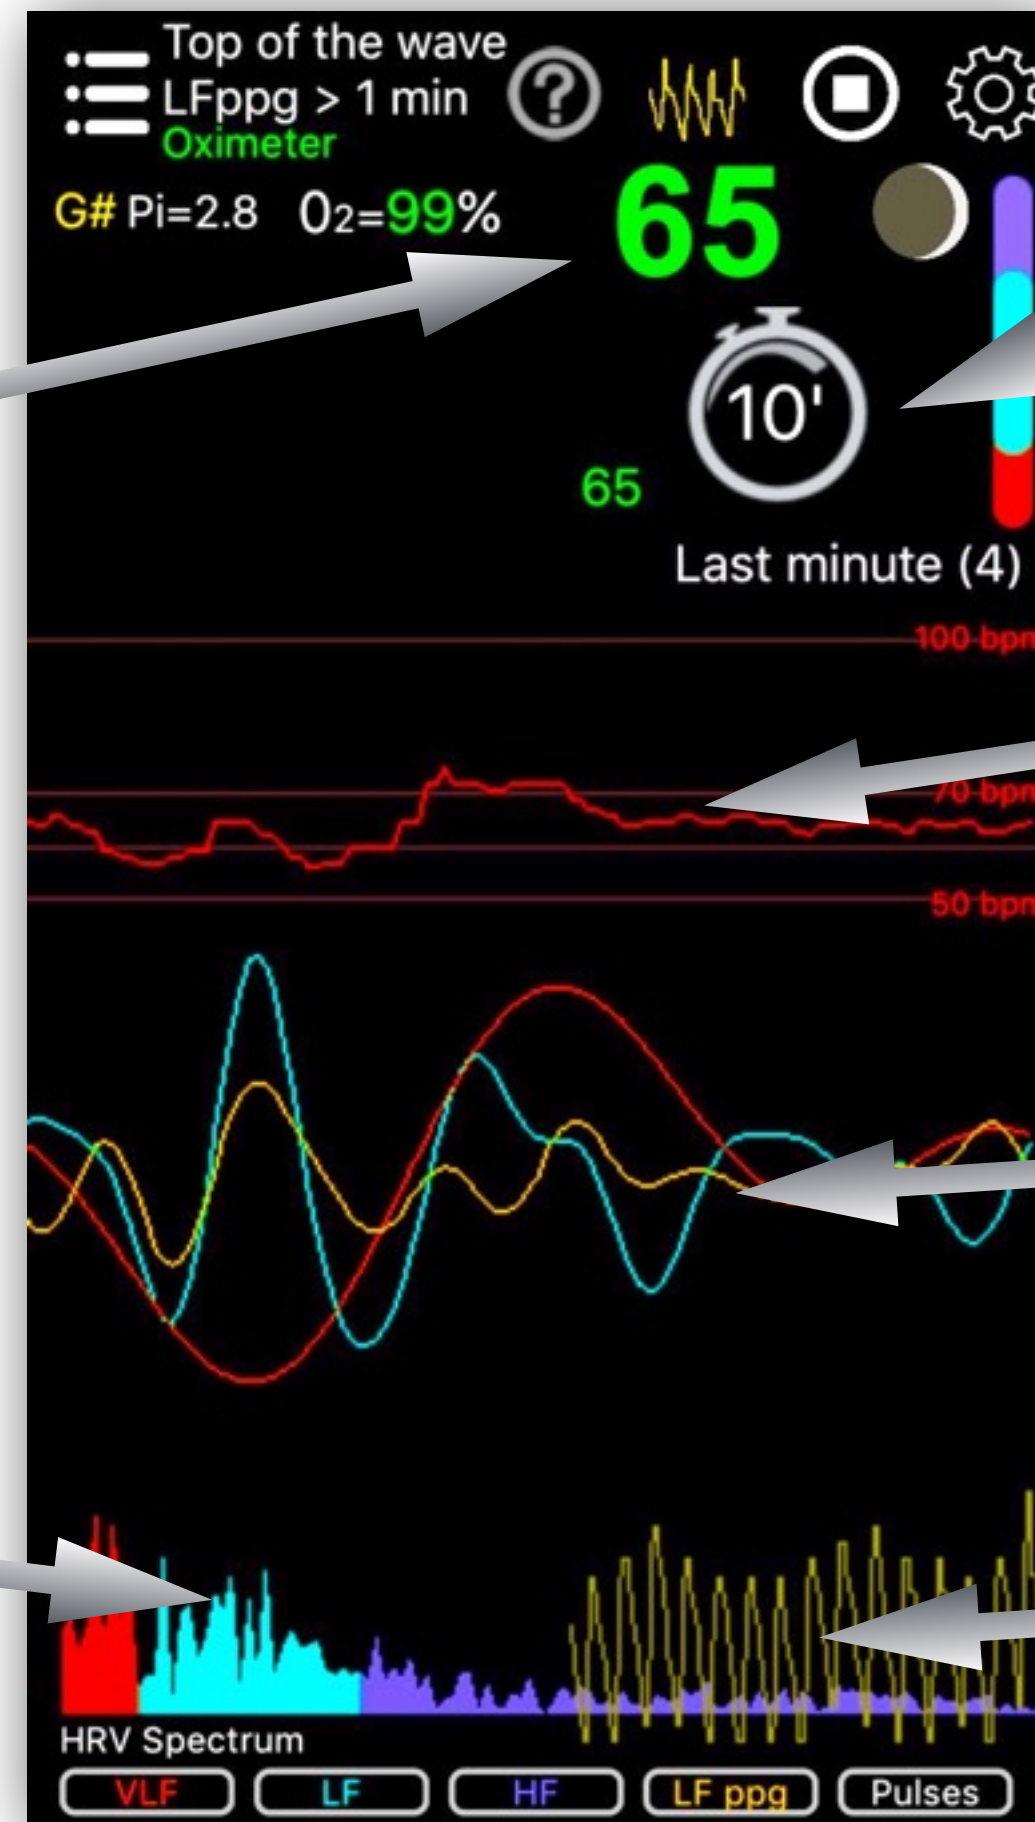 Top of the wave
LFppg > 1 min
Oximeter
?
G# Pi=2.8 O2=99% 65
10'
65
Last minute (4)
100 bpm
70 bpm
50 bpm
HRV Spectrum
VLF LF HF LF ppg Pulses